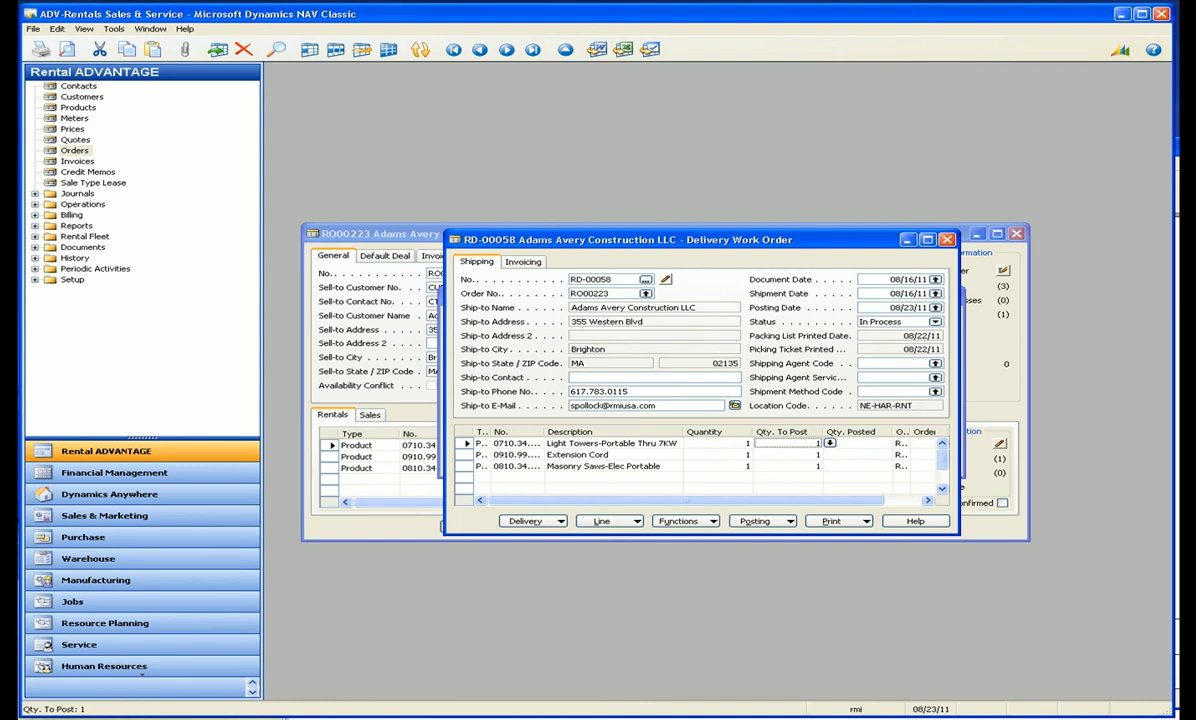 ADV-Rentals Sales & Service - Microsoft Dynamics NAV Classic
File Edit View Tools Window Help
Rental ADVANTAGE
Contacts
Customers
Products
Meters
Prices
Quotes
Orders
Invoices
Credit Memos
Sale Type Lease
Journals
Operations
Billing
Reports
Rental Fleet
Documents
History
Periodic Activities
Setup
Rental ADVANTAGE
Financial Management
Dynamics Anywhere
Sales & Marketing
Purchase
Warehouse
Manufacturing
Jobs
Resource Planning
Service
Human Resources
RO00223 Adams Avery
General Default Deal
No.
Sell-to Customer No.
Sell-to Contact No.
Sell-to Customer Name
Sell-to Address
Sell-to Address 2
Sell-to City
Sell-to State / ZIP Code
Availability Conflict
Rentals Sales
Type No.
Product 0710.34
Product 0910.99
Product 0810.34
(3)
(0)
(1)
0
(1)
(0)
RD-00058 Adams Avery Construction LLC - Delivery Work Order
Shipping Invoicing
No. RD-00058 Document Date 08/16/11
Order No. RO00223 Shipment Date 08/16/11
Ship-to Name Adams Avery Construction LLC Posting Date 08/23/11
Ship-to Address 355 Western Blvd Status In Process
Ship-to Address 2 Packing List Printed Date 08/22/11
Ship-to City Brighton Picking Ticket Printed ... 08/22/11
Ship-to State / ZIP Code MA 02135 Shipping Agent Code
Ship-to Contact Shipping Agent Servic...
Ship-to Phone No. 617.783.0115 Shipment Method Code
Ship-to E-Mail spollock@rmiusa.com Location Code NE-HAR-RNT
T... No. Description Quantity Qty. To Post Qty. Posted O... Order
P... 0710.34.... Light Towers-Portable Thru 7KW 1 1 R...
P... 0910.99.... Extension Cord 1 1 R...
P... 0810.34.... Masonry Saws-Elec Portable 1 1 R...
Delivery Line Functions Posting Print Help
Qty. To Post: 1 rmi 08/23/11